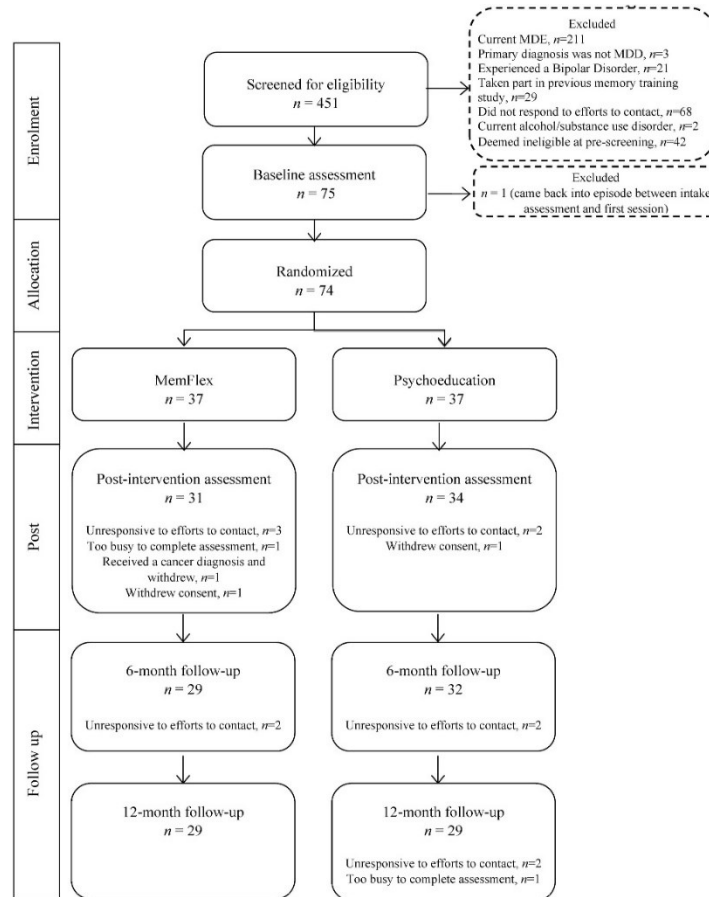 Enrolment
Allocation
Intervention
Post
Follow up
Screened for eligibility
n = 451
Excluded
Current MDE, n=211
Primary diagnosis was not MDD, n=3
Experienced a Bipolar Disorder, n=21
Taken part in previous memory training
study, n=29
Did not respond to efforts to contact, n=68
Current alcohol/substance use disorder, n=2
Deemed ineligible at pre-screening, n=42
Baseline assessment
n = 75
Excluded
n = 1 (came back into episode between intake
assessment and first session)
Randomized
n = 74
MemFlex
n = 37
Psychoeducation
n = 37
Post-intervention assessment
n = 31
Unresponsive to efforts to contact, n=3
Too busy to complete assessment, n=1
Received a cancer diagnosis and
withdrew, n=1
Withdrew consent, n=1
Post-intervention assessment
n = 34
Unresponsive to efforts to contact, n=2
Withdrew consent, n=1
6-month follow-up
n = 29
Unresponsive to efforts to contact, n=2
6-month follow-up
n = 32
Unresponsive to efforts to contact, n=2
12-month follow-up
n = 29
12-month follow-up
n = 29
Unresponsive to efforts to contact, n=2
Too busy to complete assessment, n=1